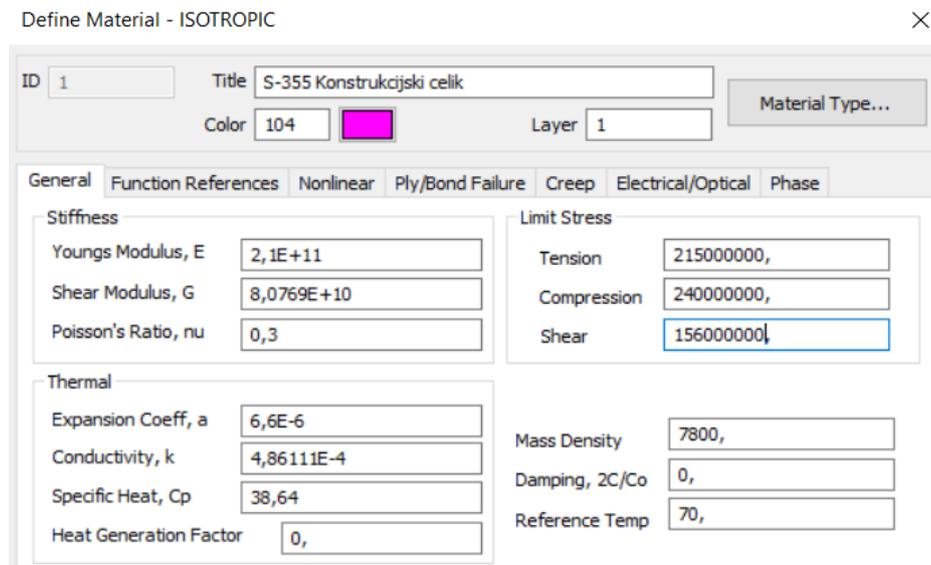 Define Material - ISOTROPIC
ID 1 Title S-355 Konstrukcijski celik
Color 104 Layer 1 Material Type...
General Function References Nonlinear Ply/Bond Failure Creep Electrical/Optical Phase
Stiffness
Youngs Modulus, E 2,1E+11
Shear Modulus, G 8,0769E+10
Poisson's Ratio, nu 0,3
Limit Stress
Tension 215000000,
Compression 240000000,
Shear 156000000,
Thermal
Expansion Coeff, a 6,6E-6
Conductivity, k 4,86111E-4
Specific Heat, Cp 38,64
Heat Generation Factor 0,
Mass Density 7800,
Damping, 2C/Co 0,
Reference Temp 70,